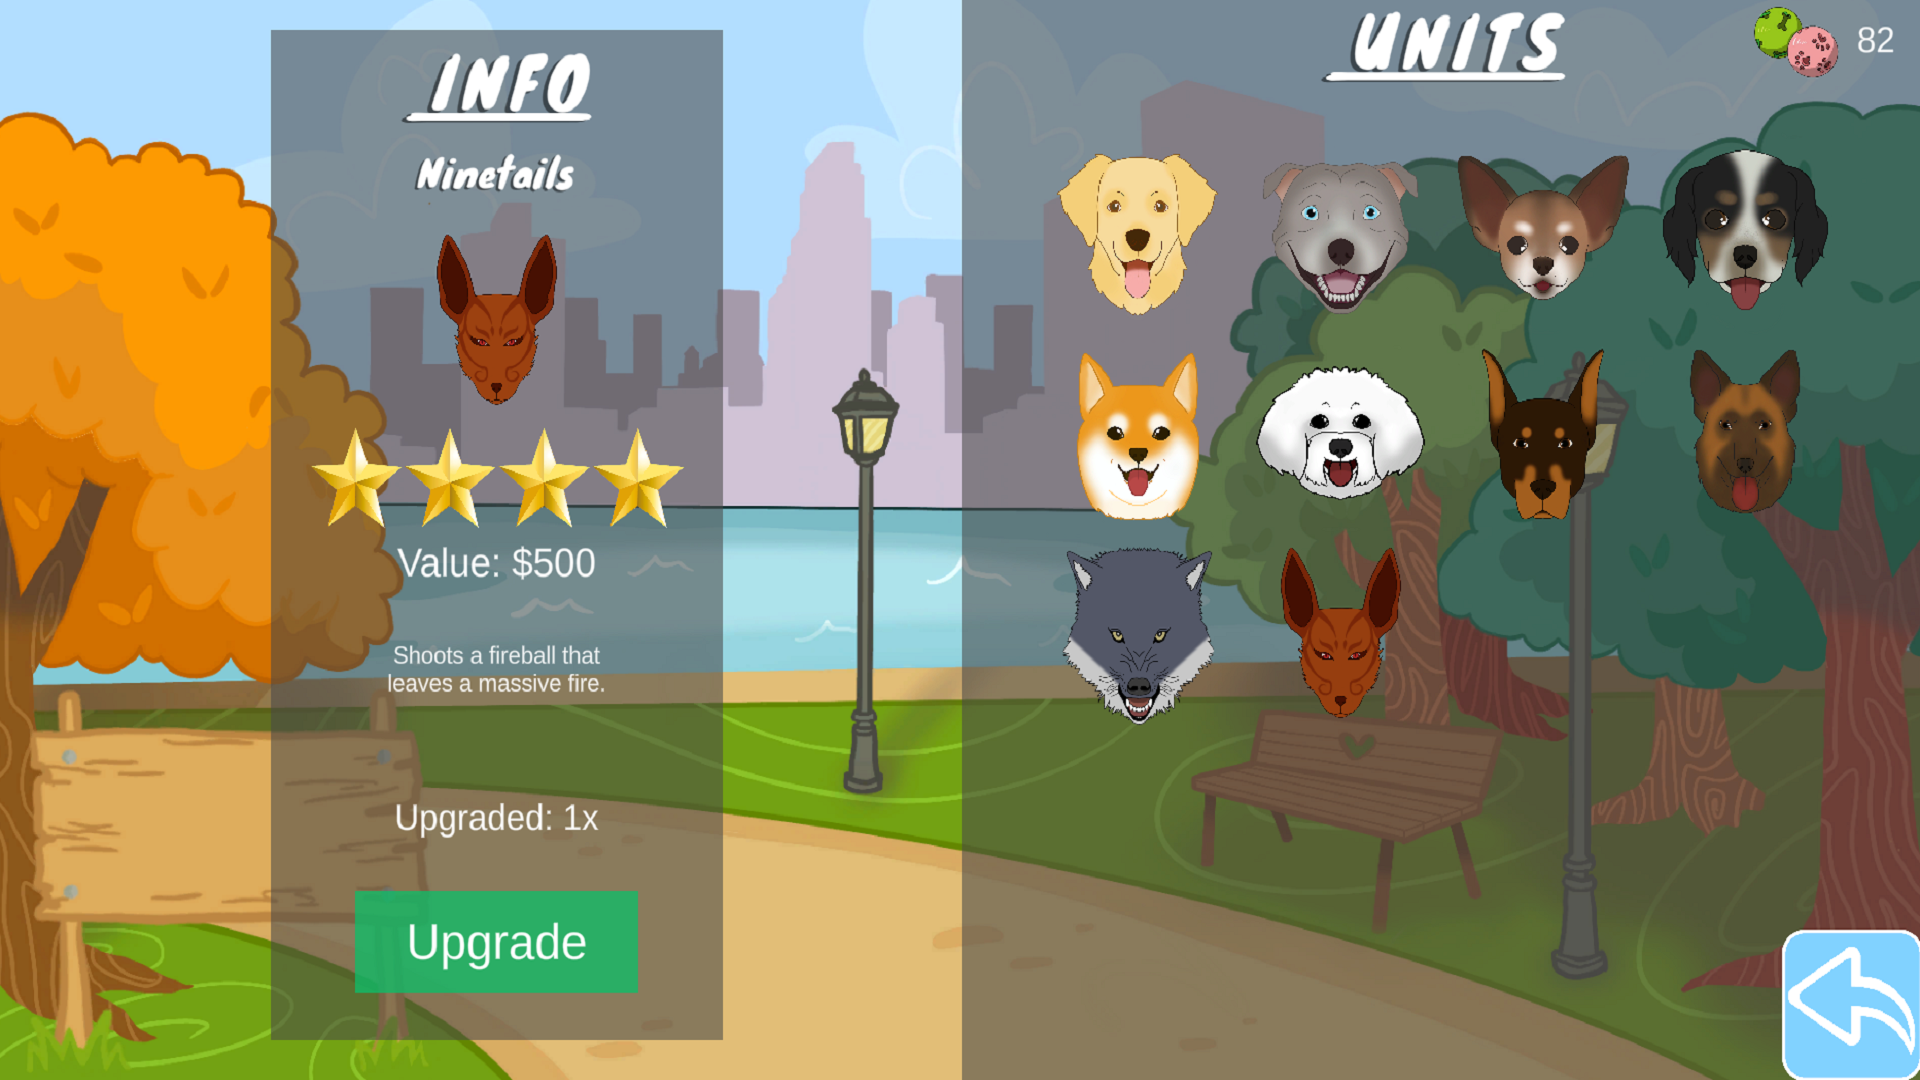 INFO
Ninetails
Value: $500
Shoots a fireball that
leaves a massive fire.
Upgraded: 1x
Upgrade
UNITS
82